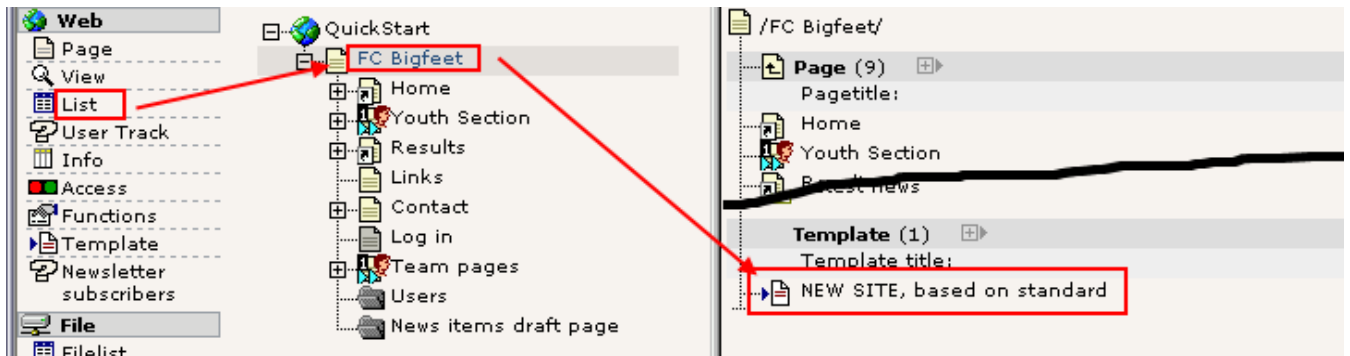 Web
Page
View
List
User Track
Info
Access
Functions
Template
Newsletter
subscribers
File
Filelist
QuickStart
FC Bigfeet
Home
Youth Section
Results
Links
Contact
Log in
Team pages
Users
News items draft page
/FC Bigfeet/
Page (9)
Pagetitle:
Home
Youth Section
news
Template (1)
Template title:
NEW SITE, based on standard